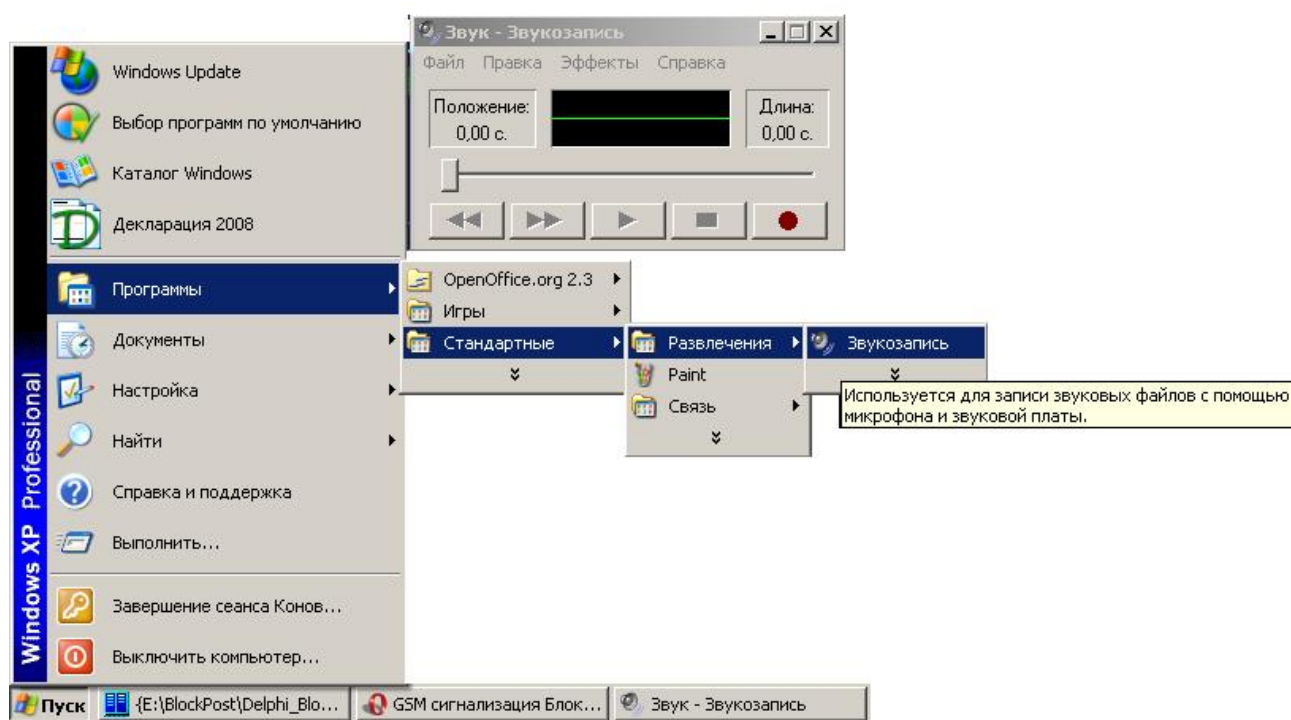 Звук - Звукозапись
Файл Правка Эффекты Справка
Положение:
0,00 с.
Длина:
0,00 с.
Windows Update
Выбор программ по умолчанию
Каталог Windows
Декларация 2008
Программы
Документы
Настройка
Найти
Справка и поддержка
Выполнить...
Завершение сеанса Конов...
Выключить компьютер...
Windows XP Professional
OpenOffice.org 2.3
Игры
Стандартные
Развлечения
Paint
Связь
Звукозапись
Используется для записи звуковых файлов с помощью
микрофона и звуковой платы.
Пуск
{E:\BlockPost\Delphi_Blo...
GSM сигнализация Блок...
Звук - Звукозапись